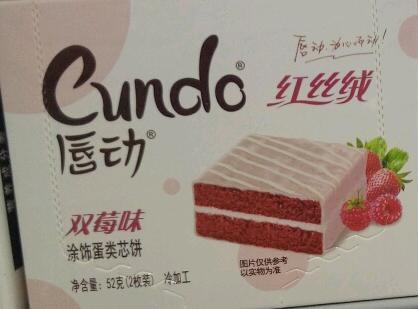 Cundo®
唇动®
唇动,为心而动!
红丝绒
双莓味
涂饰蛋类芯饼
净含量:52克(2枚装) 冷加工
图片仅供参考
以实物为准